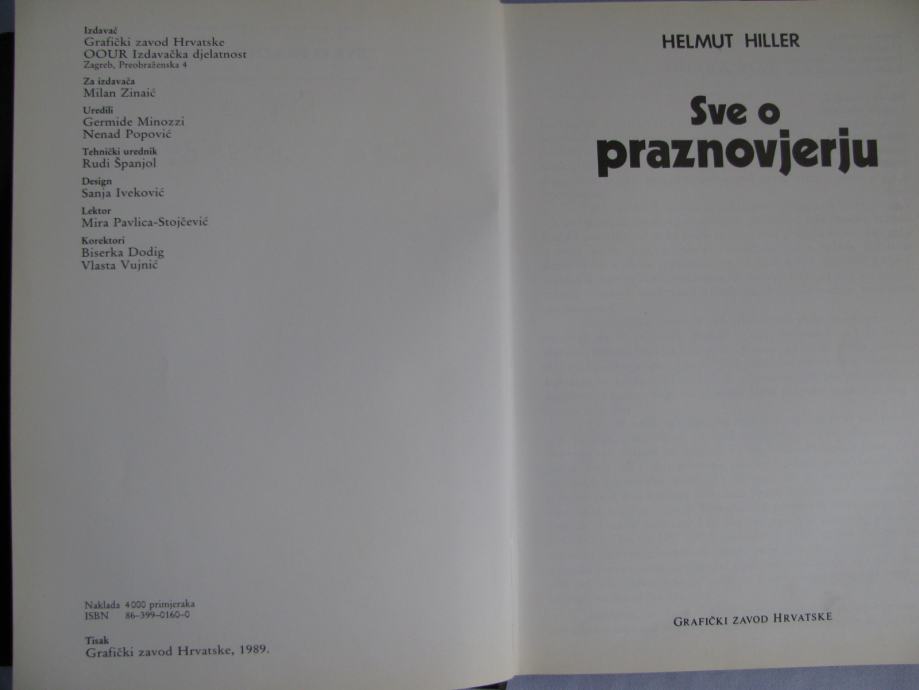 Izdavač
Grafički zavod Hrvatske
OOUR Izdavačka djelatnost
Zagreb, Preobraženska 4
Za izdavača
Milan Zinaić
Uredili
Germide Minozzi
Nenad Popović
Tehnički urednik
Rudi Španjol
Design
Sanja Iveković
Lektor
Mira Pavlica-Stojčević
Korektori
Biserka Dodig
Vlasta Vujnić
Naklada 4000 primjeraka
ISBN 86-399-0160-0
Tisak
Grafički zavod Hrvatske, 1989.
HELMUT HILLER
Sve o
praznovjerju
GRAFIČKI ZAVOD HRVATSKE